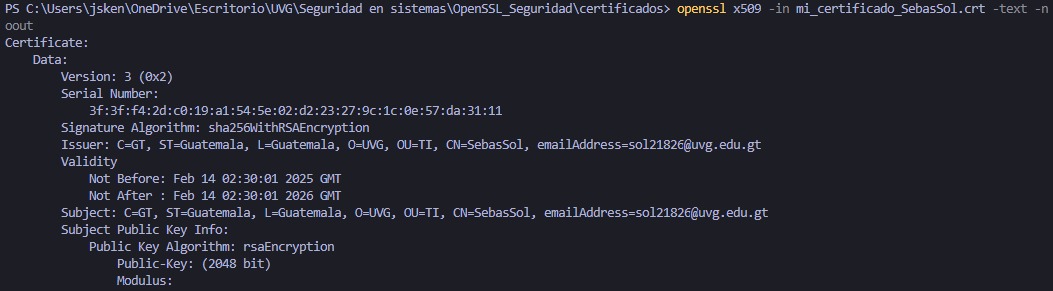 PS C:\Users\jsken\OneDrive\Escritorio\UVG\Seguridad en sistemas\OpenSSL_Seguridad\certificados> openssl x509 -in mi_certificado_SebasSol.crt -text -n
oout
Certificate:
    Data:
        Version: 3 (0x2)
        Serial Number:
            3f:3f:f4:2d:c0:19:a1:54:5e:02:d2:23:27:9c:1c:0e:57:da:31:11
        Signature Algorithm: sha256WithRSAEncryption
        Issuer: C=GT, ST=Guatemala, L=Guatemala, O=UVG, OU=TI, CN=SebasSol, emailAddress=sol21826@uvg.edu.gt
        Validity
            Not Before: Feb 14 02:30:01 2025 GMT
            Not After : Feb 14 02:30:01 2026 GMT
        Subject: C=GT, ST=Guatemala, L=Guatemala, O=UVG, OU=TI, CN=SebasSol, emailAddress=sol21826@uvg.edu.gt
        Subject Public Key Info:
            Public Key Algorithm: rsaEncryption
                Public-Key: (2048 bit)
                Modulus: